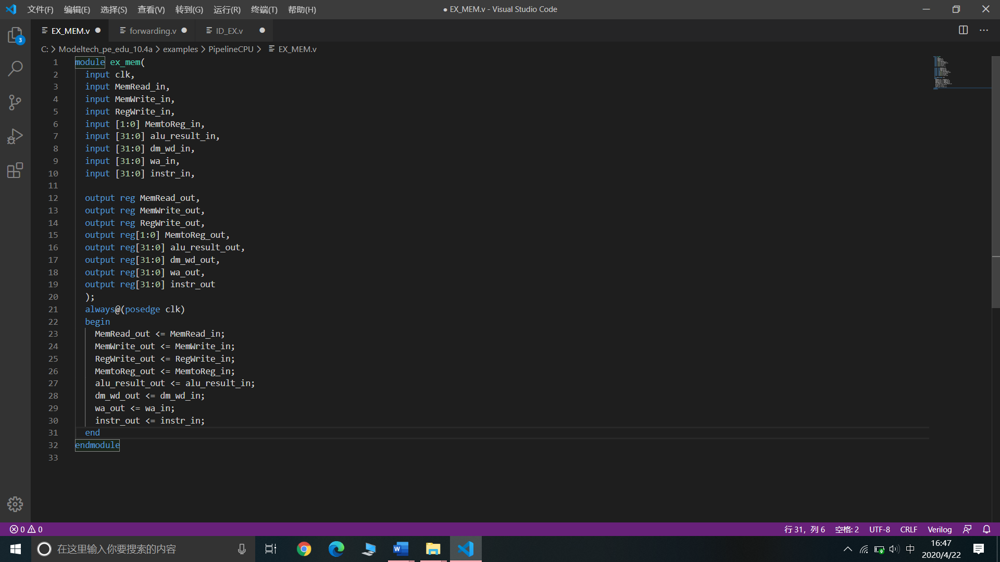 文件(F) 编辑(E) 选择(S) 查看(V) 转到(G) 运行(R) 终端(T) 帮助(H) ● EX_MEM.v - Visual Studio Code
EX_MEM.v ● forwarding.v ● ID_EX.v ●
3
C: > Modeltech_pe_edu_10.4a > examples > PipelineCPU > EX_MEM.v
1 module ex_mem(
2 input clk,
3 input MemRead_in,
4 input MemWrite_in,
5 input RegWrite_in,
6 input [1:0] MemtoReg_in,
7 input [31:0] alu_result_in,
8 input [31:0] dm_wd_in,
9 input [31:0] wa_in,
10 input [31:0] instr_in,
11
12 output reg MemRead_out,
13 output reg MemWrite_out,
14 output reg RegWrite_out,
15 output reg[1:0] MemtoReg_out,
16 output reg[31:0] alu_result_out,
17 output reg[31:0] dm_wd_out,
18 output reg[31:0] wa_out,
19 output reg[31:0] instr_out
20 );
21 always@(posedge clk)
22 begin
23 MemRead_out <= MemRead_in;
24 MemWrite_out <= MemWrite_in;
25 RegWrite_out <= RegWrite_in;
26 MemtoReg_out <= MemtoReg_in;
27 alu_result_out <= alu_result_in;
28 dm_wd_out <= dm_wd_in;
29 wa_out <= wa_in;
30 instr_out <= instr_in;
31 end
32 endmodule
33
0 0 行 31，列 6 空格: 2 UTF-8 CRLF Verilog
在这里输入你要搜索的内容 中 16:47
2020/4/22